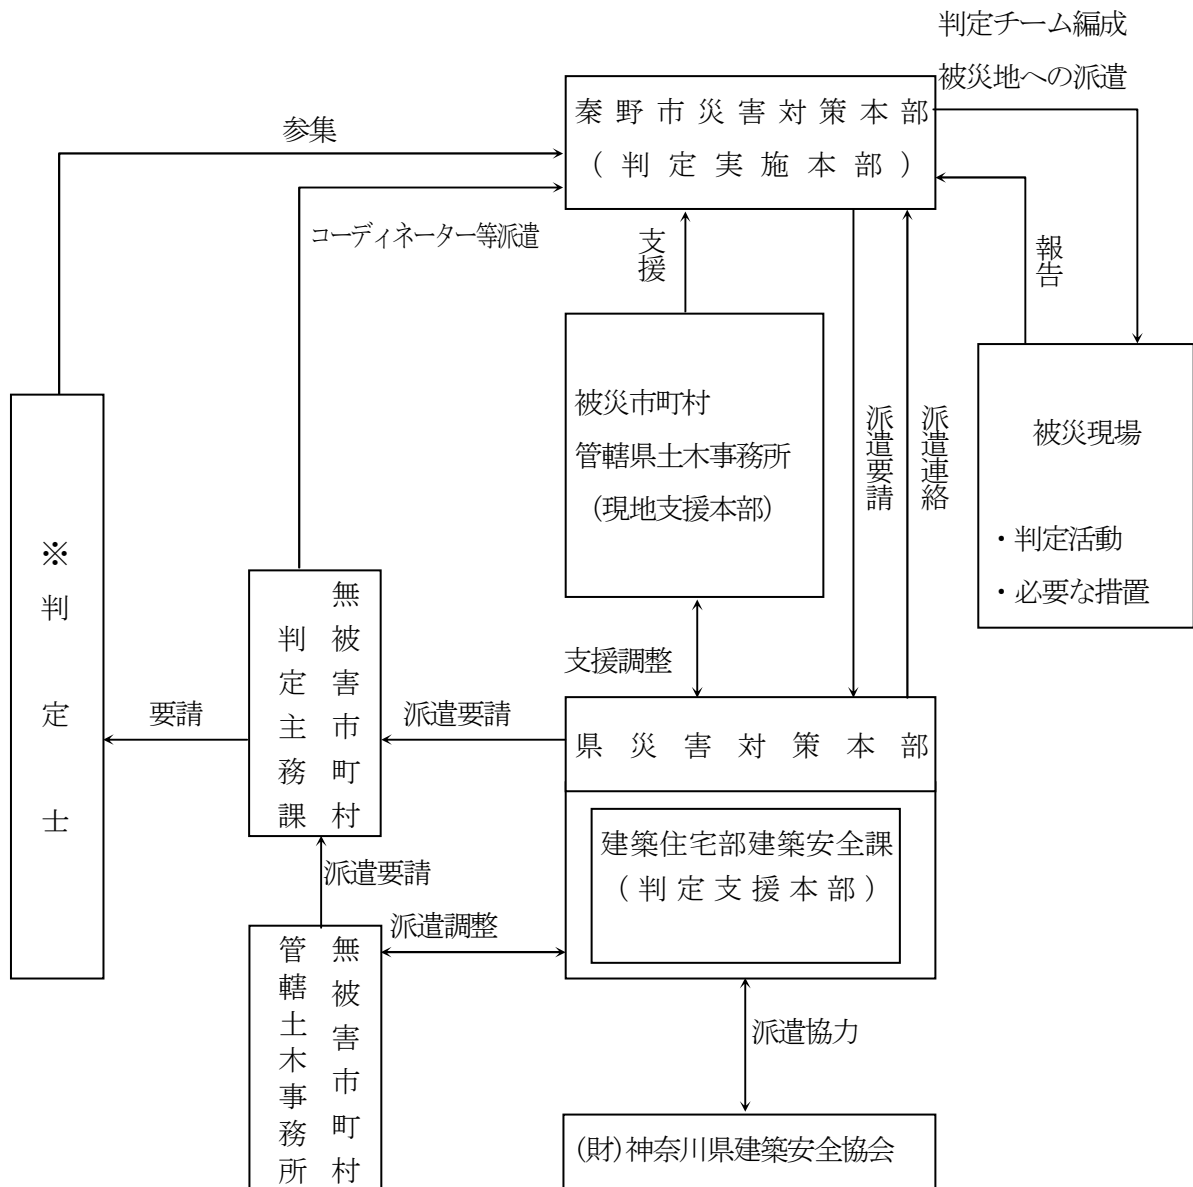 判定チーム編成
被災地への派遣
秦野市災害対策本部
（判定実施本部）
参集
コーディネーター等派遣
支援
報告
被災市町村
管轄県土木事務所
（現地支援本部）
派遣要請
派遣連絡
被災現場
・判定活動
・必要な措置
※判定士
無被害市町村
判定主務課
支援調整
要請
派遣要請
県災害対策本部
建築住宅部建築安全課
（判定支援本部）
派遣要請
派遣調整
無被害市町村
管轄土木事務所
派遣協力
(財)神奈川県建築安全協会